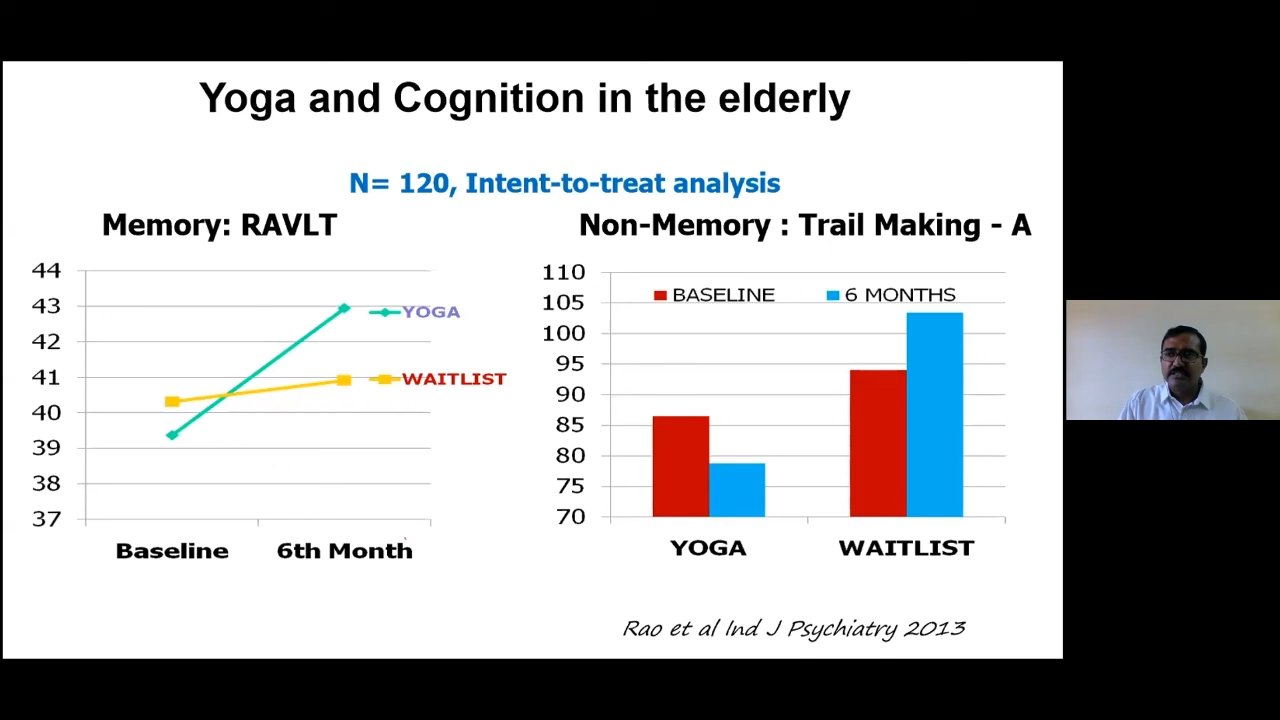 Yoga and Cognition in the elderly
N= 120, Intent-to-treat analysis
Memory: RAVLT
44
43
42
41
40
39
38
37
YOGA
WAITLIST
Baseline
6th Month
Non-Memory : Trail Making - A
110
105
100
95
90
85
80
75
70
BASELINE
6 MONTHS
YOGA
WAITLIST
Rao et al Ind J Psychiatry 2013